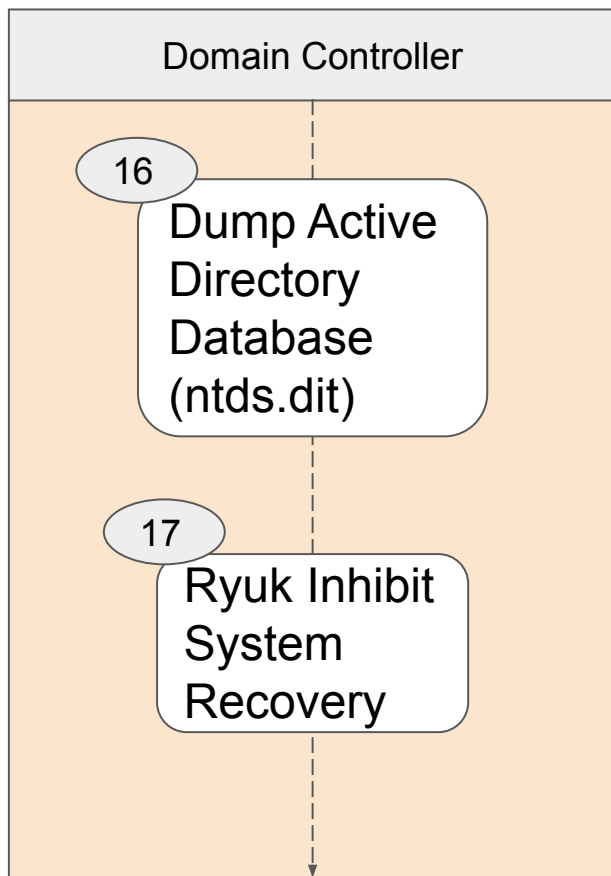 Domain Controller
16
Dump Active
Directory
Database
(ntds.dit)
17
Ryuk Inhibit
System
Recovery